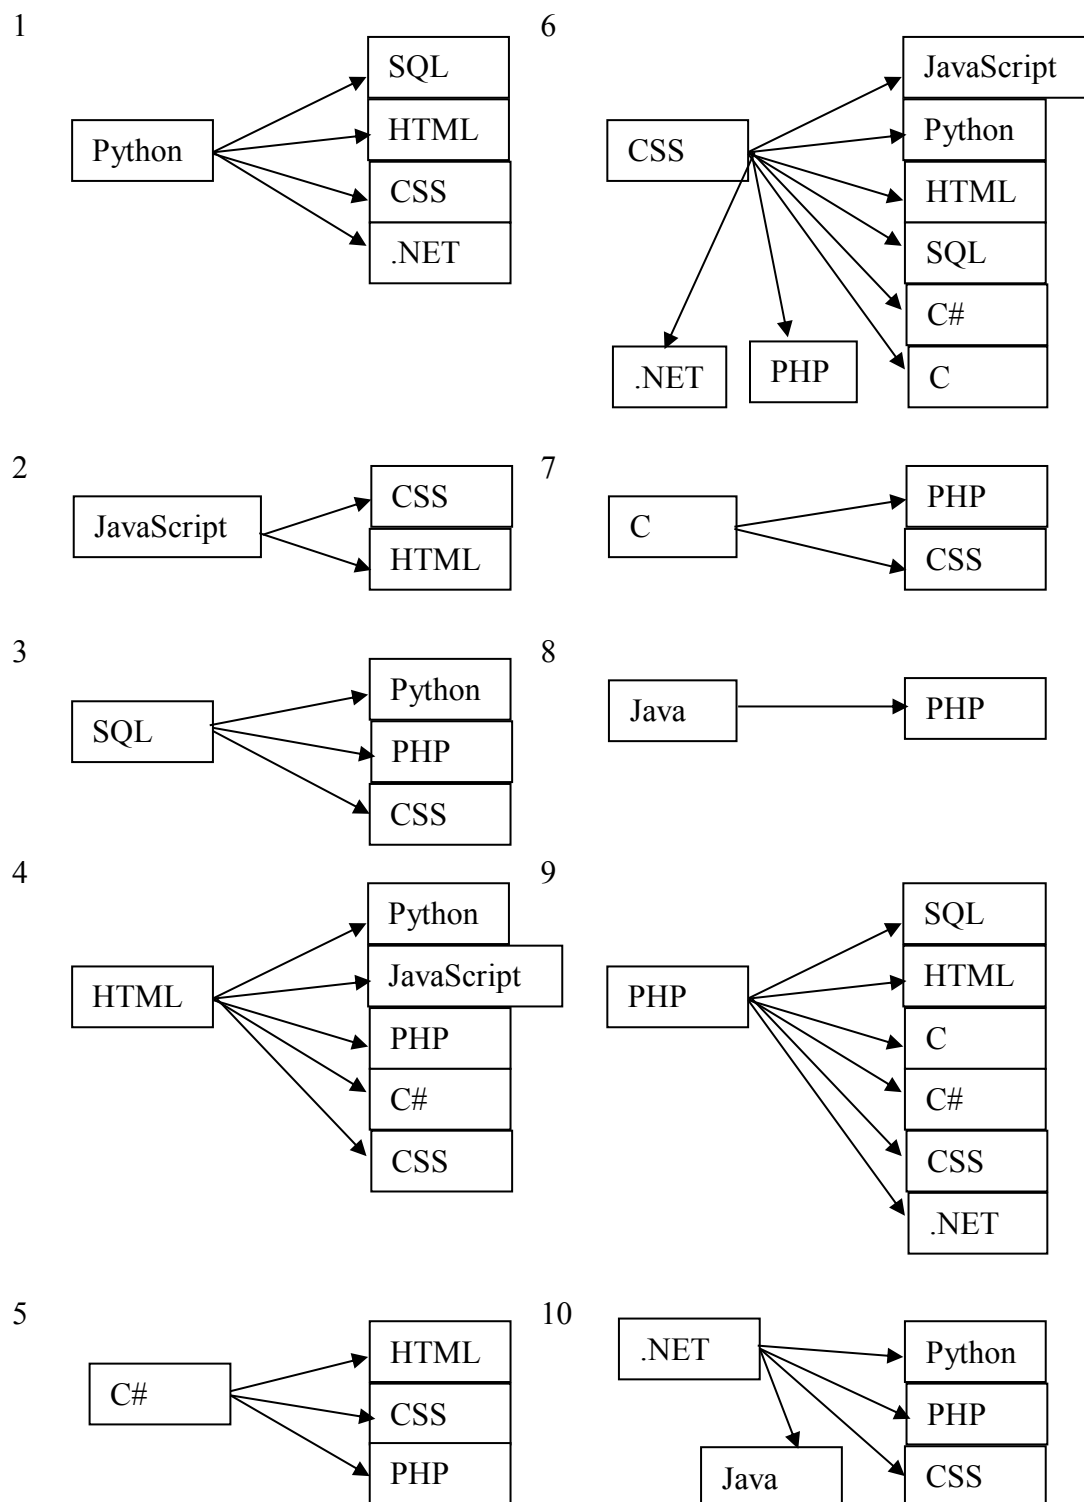 1
Python
SQL
HTML
CSS
.NET
6
CSS
JavaScript
Python
HTML
SQL
C#
C
.NET
PHP
2
JavaScript
CSS
HTML
7
C
PHP
CSS
3
SQL
Python
PHP
CSS
8
Java
PHP
4
HTML
Python
JavaScript
PHP
C#
CSS
9
PHP
SQL
HTML
C
C#
CSS
.NET
5
C#
HTML
CSS
PHP
10
.NET
Python
PHP
CSS
Java